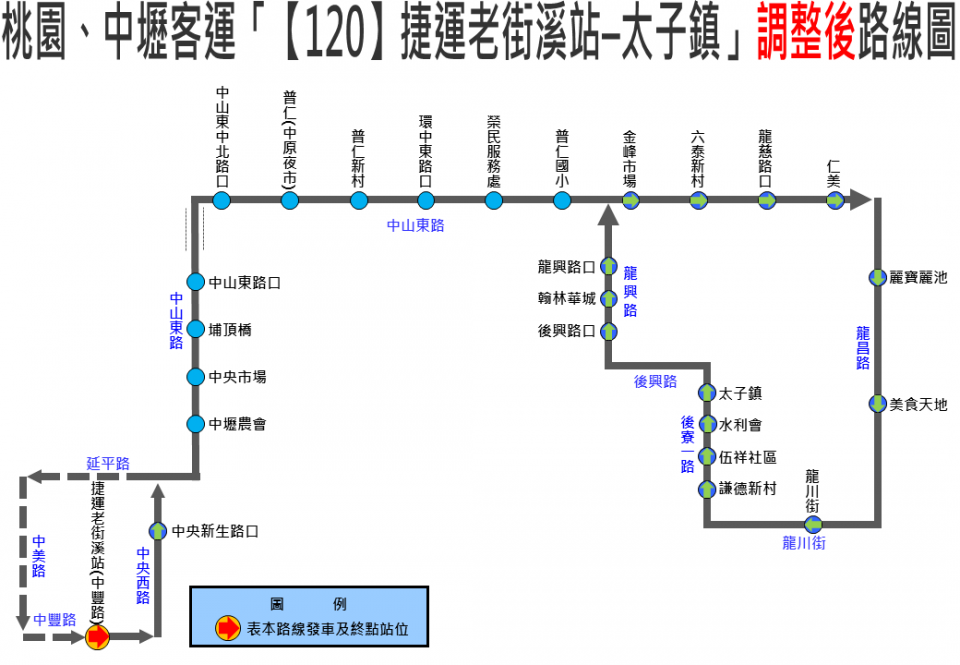 桃園、中壢客運「【120】捷運老街溪站–太子鎮」調整後路線圖
中山東中北路口
普仁(中原夜市)
普仁新村
環中東路口
榮民服務處
普仁國小
金峰市場
六泰新村
龍慈路口
仁美
中山東路
龍興路口
翰林華城
後興路口
龍興路
麗寶麗池
龍昌路
美食天地
中山東路口
中山東路
埔頂橋
中央市場
中壢農會
後興路
太子鎮
水利會
後寮一路
伍祥社區
謙德新村
龍川街
龍川街
延平路
捷運老街溪站(中豐路)
中央新生路口
中美路
中央西路
中豐路
圖 例
表本路線發車及終點站位